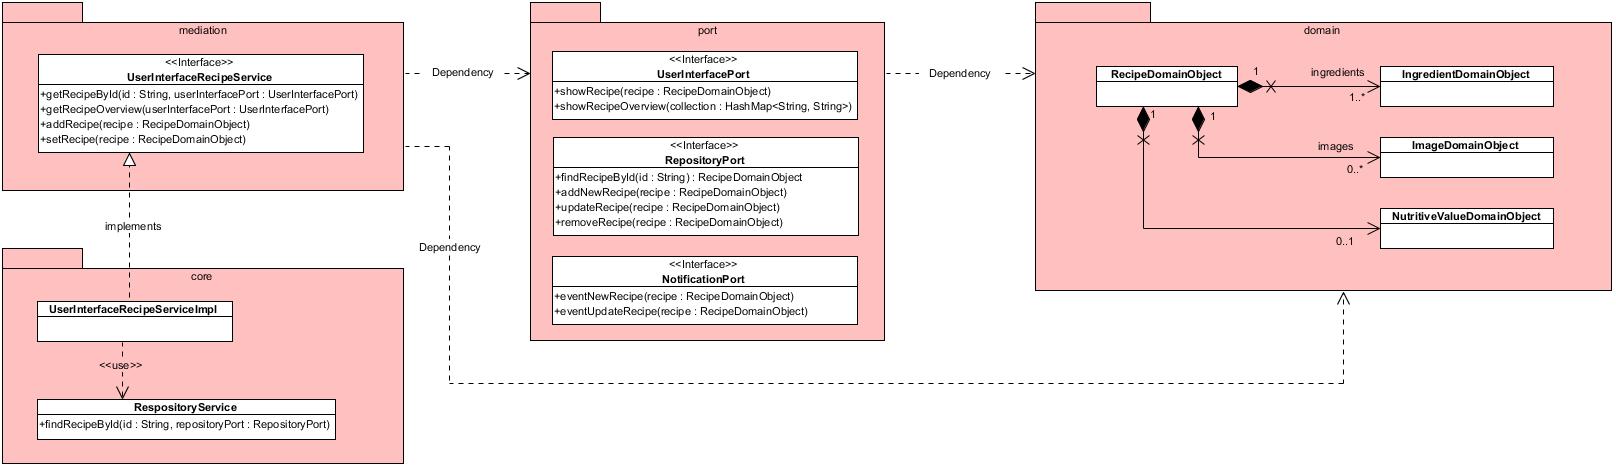 mediation
<<Interface>>
UserInterfaceRecipeService
+getRecipeById(id : String, userInterfacePort : UserInterfacePort)
+getRecipeOverview(userInterfacePort : UserInterfacePort)
+addRecipe(recipe : RecipeDomainObject)
+setRecipe(recipe : RecipeDomainObject)
implements
core
UserInterfaceRecipeServiceImpl
<<use>>
RespositoryService
+findRecipeById(id : String, repositoryPort : RepositoryPort)
Dependency
Dependency
port
<<Interface>>
UserInterfacePort
+showRecipe(recipe : RecipeDomainObject)
+showRecipeOverview(collection : HashMap<String, String>)
<<Interface>>
RepositoryPort
+findRecipeById(id : String) : RecipeDomainObject
+addNewRecipe(recipe : RecipeDomainObject)
+updateRecipe(recipe : RecipeDomainObject)
+removeRecipe(recipe : RecipeDomainObject)
<<Interface>>
NotificationPort
+eventNewRecipe(recipe : RecipeDomainObject)
+eventUpdateRecipe(recipe : RecipeDomainObject)
Dependency
domain
RecipeDomainObject
1
ingredients
1..*
IngredientDomainObject
1
images
0..*
ImageDomainObject
1
0..1
NutritiveValueDomainObject